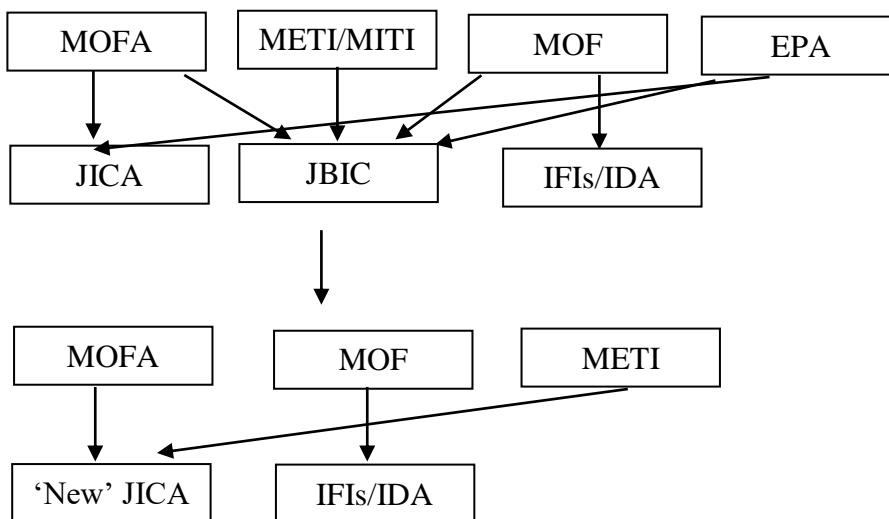 MOFA
METI/MITI
MOF
EPA
JICA
JBIC
IFIs/IDA
MOFA
MOF
METI
‘New’ JICA
IFIs/IDA